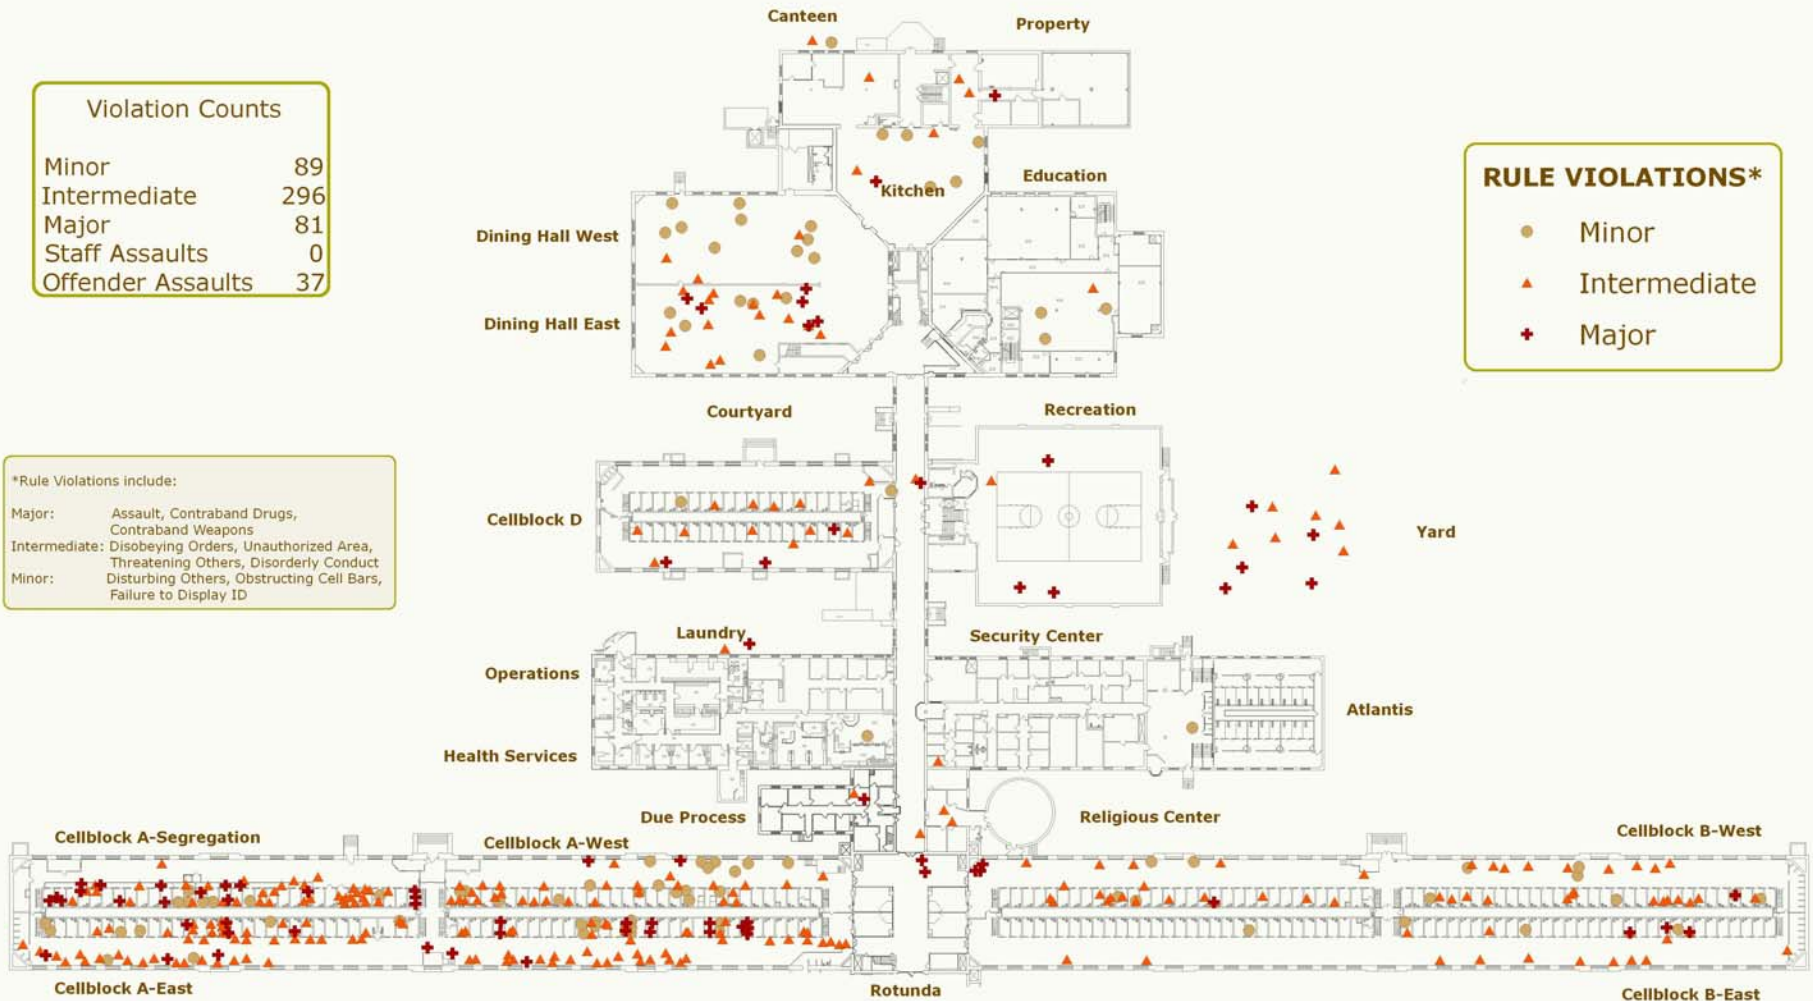 Canteen
Property
Violation Counts
Minor 89
Intermediate 296
Major 81
Staff Assaults 0
Offender Assaults 37
RULE VIOLATIONS*
Minor
Intermediate
Major
Kitchen
Education
Dining Hall West
Dining Hall East
Courtyard
Recreation
*Rule Violations include:
Major: Assault, Contraband Drugs,
Contraband Weapons
Intermediate: Disobeying Orders, Unauthorized Area,
Threatening Others, Disorderly Conduct
Minor: Disturbing Others, Obstructing Cell Bars,
Failure to Display ID
Cellblock D
Yard
Laundry
Security Center
Operations
Atlantis
Health Services
Due Process
Religious Center
Cellblock A-Segregation
Cellblock A-West
Cellblock B-West
Cellblock A-East
Rotunda
Cellblock B-East